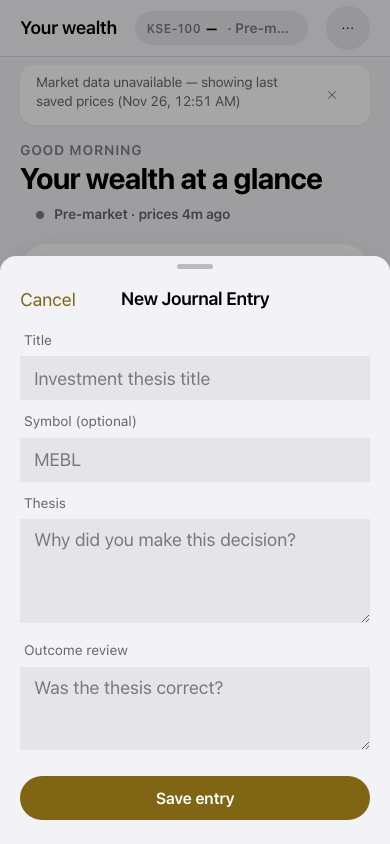 Your wealth
KSE-100 — · Pre-m...
...
Market data unavailable — showing last
saved prices (Nov 26, 12:51 AM)
GOOD MORNING
Your wealth at a glance
Pre-market · prices 4m ago
Cancel
New Journal Entry
Title
Investment thesis title
Symbol (optional)
MEBL
Thesis
Why did you make this decision?
Outcome review
Was the thesis correct?
Save entry